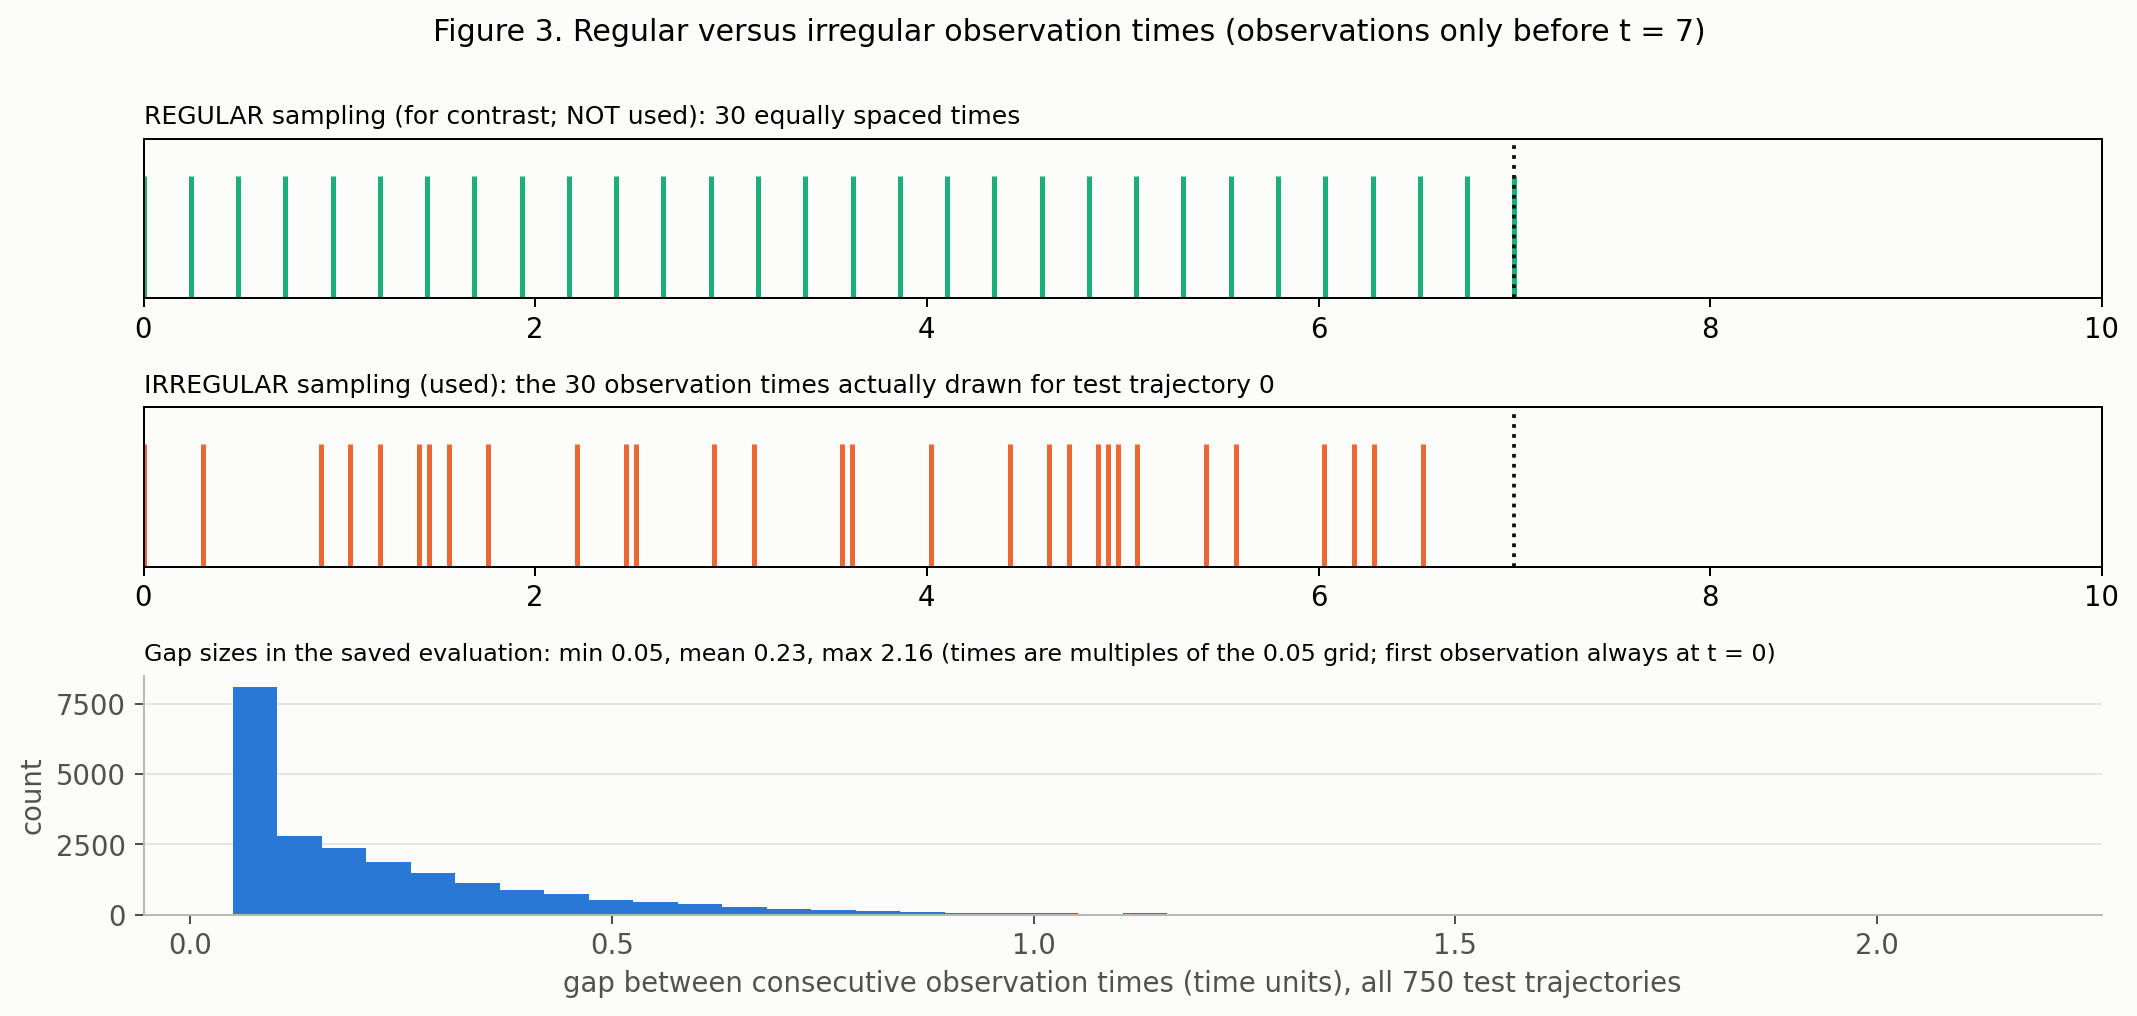 Figure 3. Regular versus irregular observation times (observations only before t = 7)
REGULAR sampling (for contrast; NOT used): 30 equally spaced times
0 2 4 6 8 10
IRREGULAR sampling (used): the 30 observation times actually drawn for test trajectory 0
0 2 4 6 8 10
Gap sizes in the saved evaluation: min 0.05, mean 0.23, max 2.16 (times are multiples of the 0.05 grid; first observation always at t = 0)
count
7500
5000
2500
0
0.0 0.5 1.0 1.5 2.0
gap between consecutive observation times (time units), all 750 test trajectories